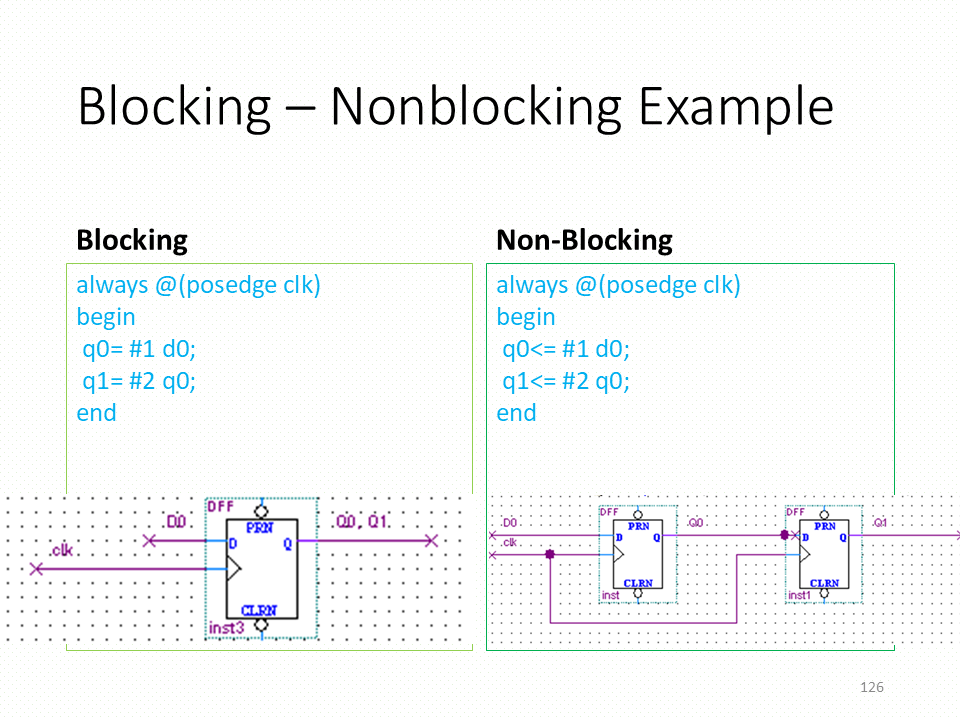 Blocking – Nonblocking Example
Blocking
always @(posedge clk)
begin
q0= #1 d0;
q1= #2 q0;
end
DFF
D0
PRN
Q0, Q1
D
Q
clk
CLRN
inst3
Non-Blocking
always @(posedge clk)
begin
q0<= #1 d0;
q1<= #2 q0;
end
DFF
D0
PRN
Q0
D
Q
clk
CLRN
inst
DFF
PRN
Q1
D
Q
CLRN
inst1
126